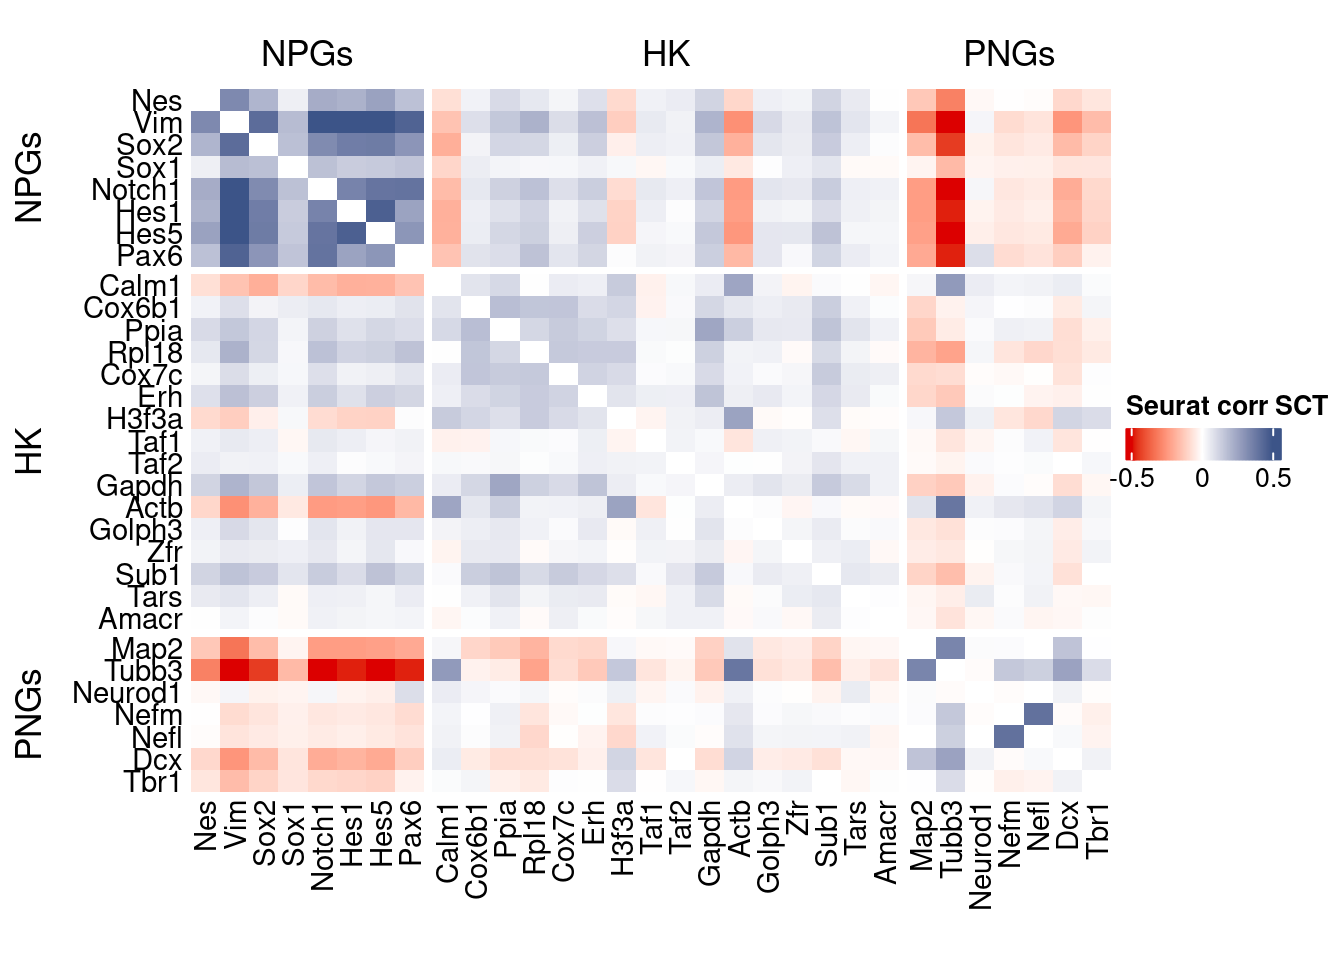 NPGs HK PNGs
NPGs
Nes
Vim
Sox2
Sox1
Notch1
Hes1
Hes5
Pax6
HK
Calm1
Cox6b1
Ppia
Rpl18
Cox7c
Erh
H3f3a
Taf1
Taf2
Gapdh
Actb
Golph3
Zfr
Sub1
Tars
Amacr
PNGs
Map2
Tubb3
Neurod1
Nefm
Nefl
Dcx
Tbr1
Nes Vim Sox2 Sox1 Notch1 Hes1 Hes5 Pax6 Calm1 Cox6b1 Ppia Rpl18 Cox7c Erh H3f3a Taf1 Taf2 Gapdh Actb Golph3 Zfr Sub1 Tars Amacr Map2 Tubb3 Neurod1 Nefm Nefl Dcx Tbr1
Seurat corr SCT
-0.5 0 0.5